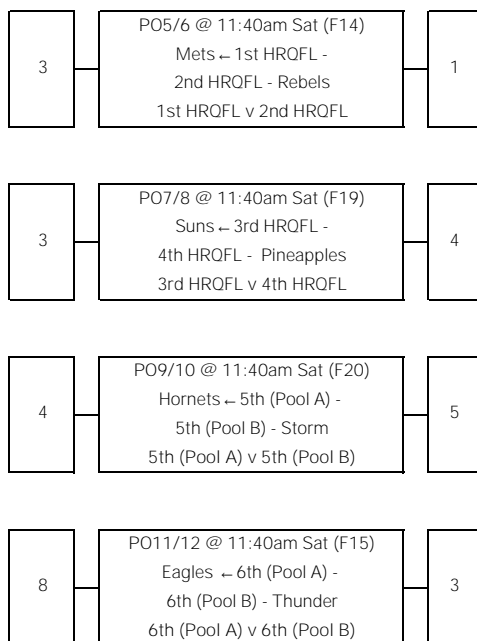 PO5/6 @ 11:40am Sat (F14)
3
Mets ← 1st HRQFL -
2nd HRQFL - Rebels
1
1st HRQFL v 2nd HRQFL
PO7/8 @ 11:40am Sat (F19)
3
Suns ← 3rd HRQFL -
4th HRQFL - Pineapples
4
3rd HRQFL v 4th HRQFL
PO9/10 @ 11:40am Sat (F20)
4
Hornets ← 5th (Pool A) -
5th (Pool B) - Storm
5
5th (Pool A) v 5th (Pool B)
PO11/12 @ 11:40am Sat (F15)
8
Eagles ← 6th (Pool A) -
6th (Pool B) - Thunder
3
6th (Pool A) v 6th (Pool B)